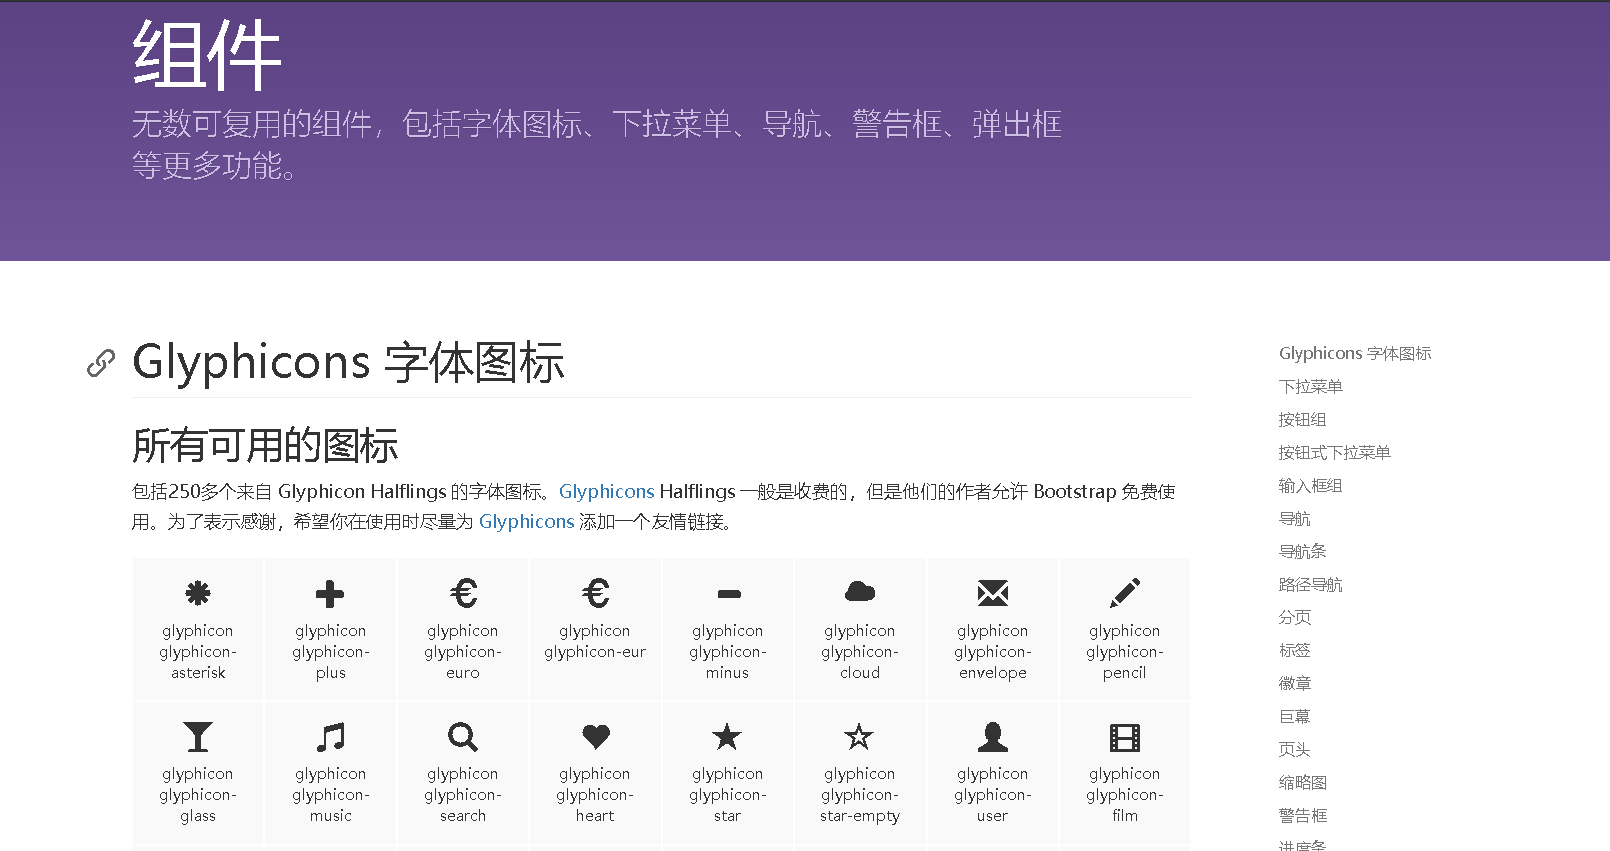 组件
无数可复用的组件，包括字体图标、下拉菜单、导航、警告框、弹出框
等更多功能。
Glyphicons 字体图标
所有可用的图标
包括250多个来自 Glyphicon Halflings 的字体图标。Glyphicons Halflings 一般是收费的，但是他们的作者允许 Bootstrap 免费使
用。为了表示感谢，希望你在使用时尽量为 Glyphicons 添加一个友情链接。
glyphicon
glyphicon-
asterisk
glyphicon
glyphicon-
plus
glyphicon
glyphicon-
euro
glyphicon
glyphicon-eur
glyphicon
glyphicon-
minus
glyphicon
glyphicon-
cloud
glyphicon
glyphicon-
envelope
glyphicon
glyphicon-
pencil
glyphicon
glyphicon-
glass
glyphicon
glyphicon-
music
glyphicon
glyphicon-
search
glyphicon
glyphicon-
heart
glyphicon
glyphicon-
star
glyphicon
glyphicon-
star-empty
glyphicon
glyphicon-
user
glyphicon
glyphicon-
film
Glyphicons 字体图标
下拉菜单
按钮组
按钮式下拉菜单
输入框组
导航
导航条
路径导航
分页
标签
徽章
巨幕
页头
缩略图
警告框
进度条